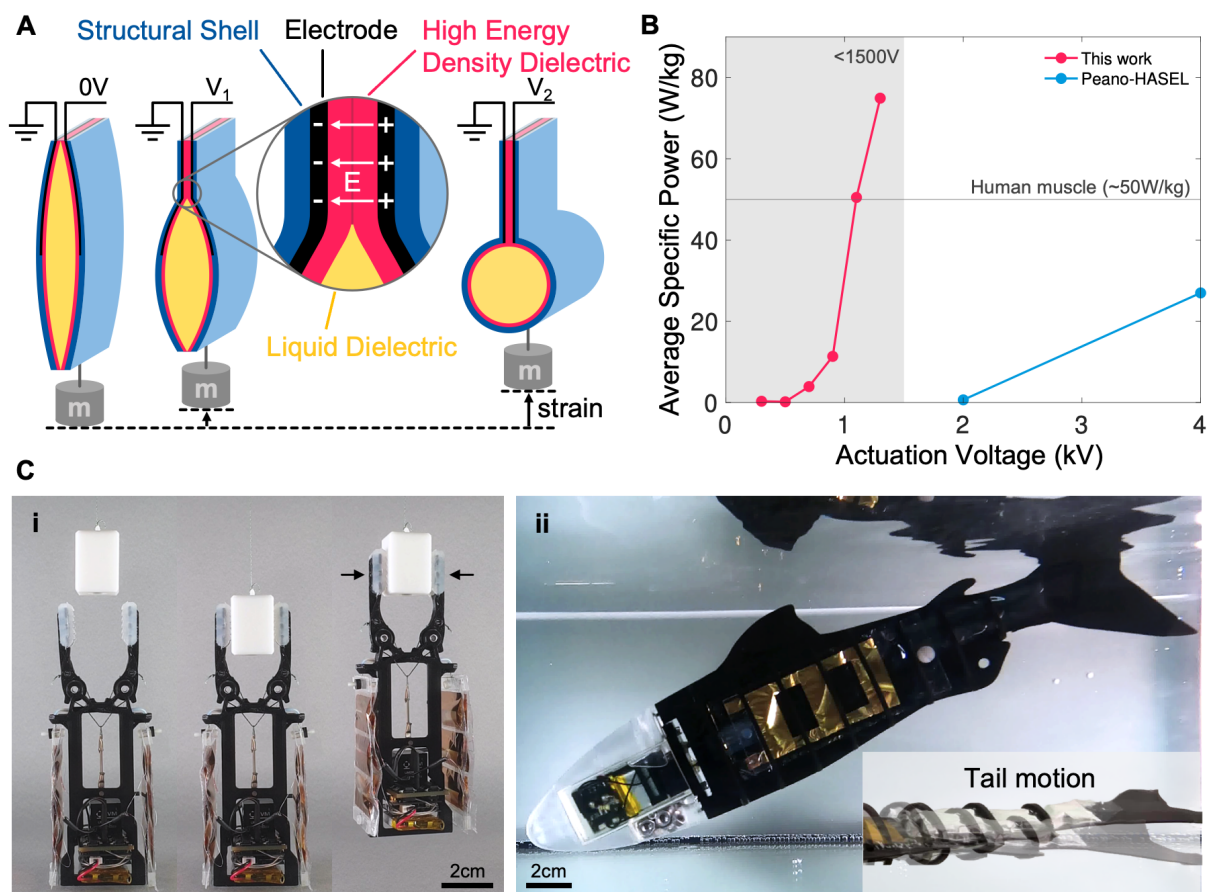 A
Structural Shell
Electrode
High Energy
Density Dielectric
0V
V₁
V₂
-
+
-
+
E
-
+
Liquid Dielectric
m
m
m
strain
B
Average Specific Power (W/kg)
80
60
40
20
0
<1500V
This work
Peano-HASEL
Human muscle (~50W/kg)
0
1
2
3
4
Actuation Voltage (kV)
C
i
2cm
ii
2cm
Tail motion